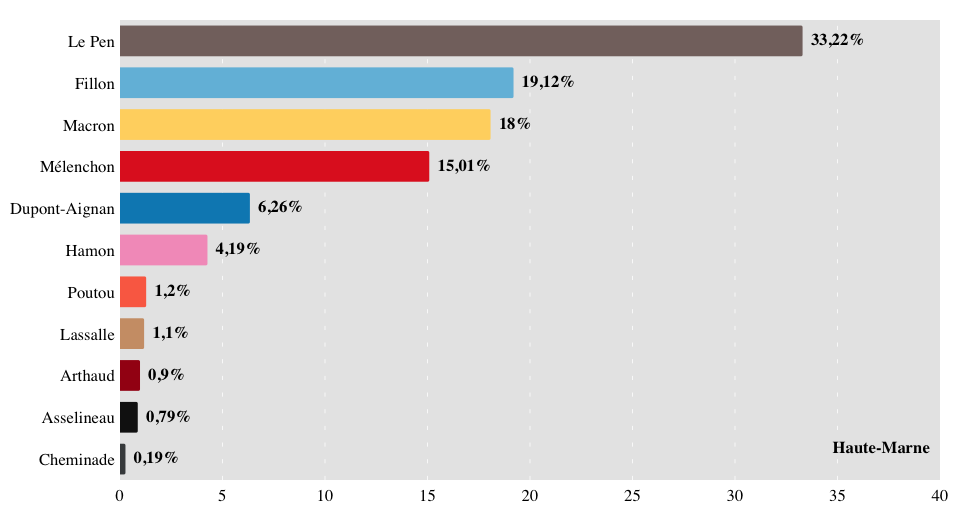 Le Pen 33,22%
Fillon 19,12%
Macron 18%
Mélenchon 15,01%
Dupont-Aignan 6,26%
Hamon 4,19%
Poutou 1,2%
Lassalle 1,1%
Arthaud 0,9%
Asselineau 0,79%
Haute-Marne
Cheminade 0,19%
0 5 10 15 20 25 30 35 40